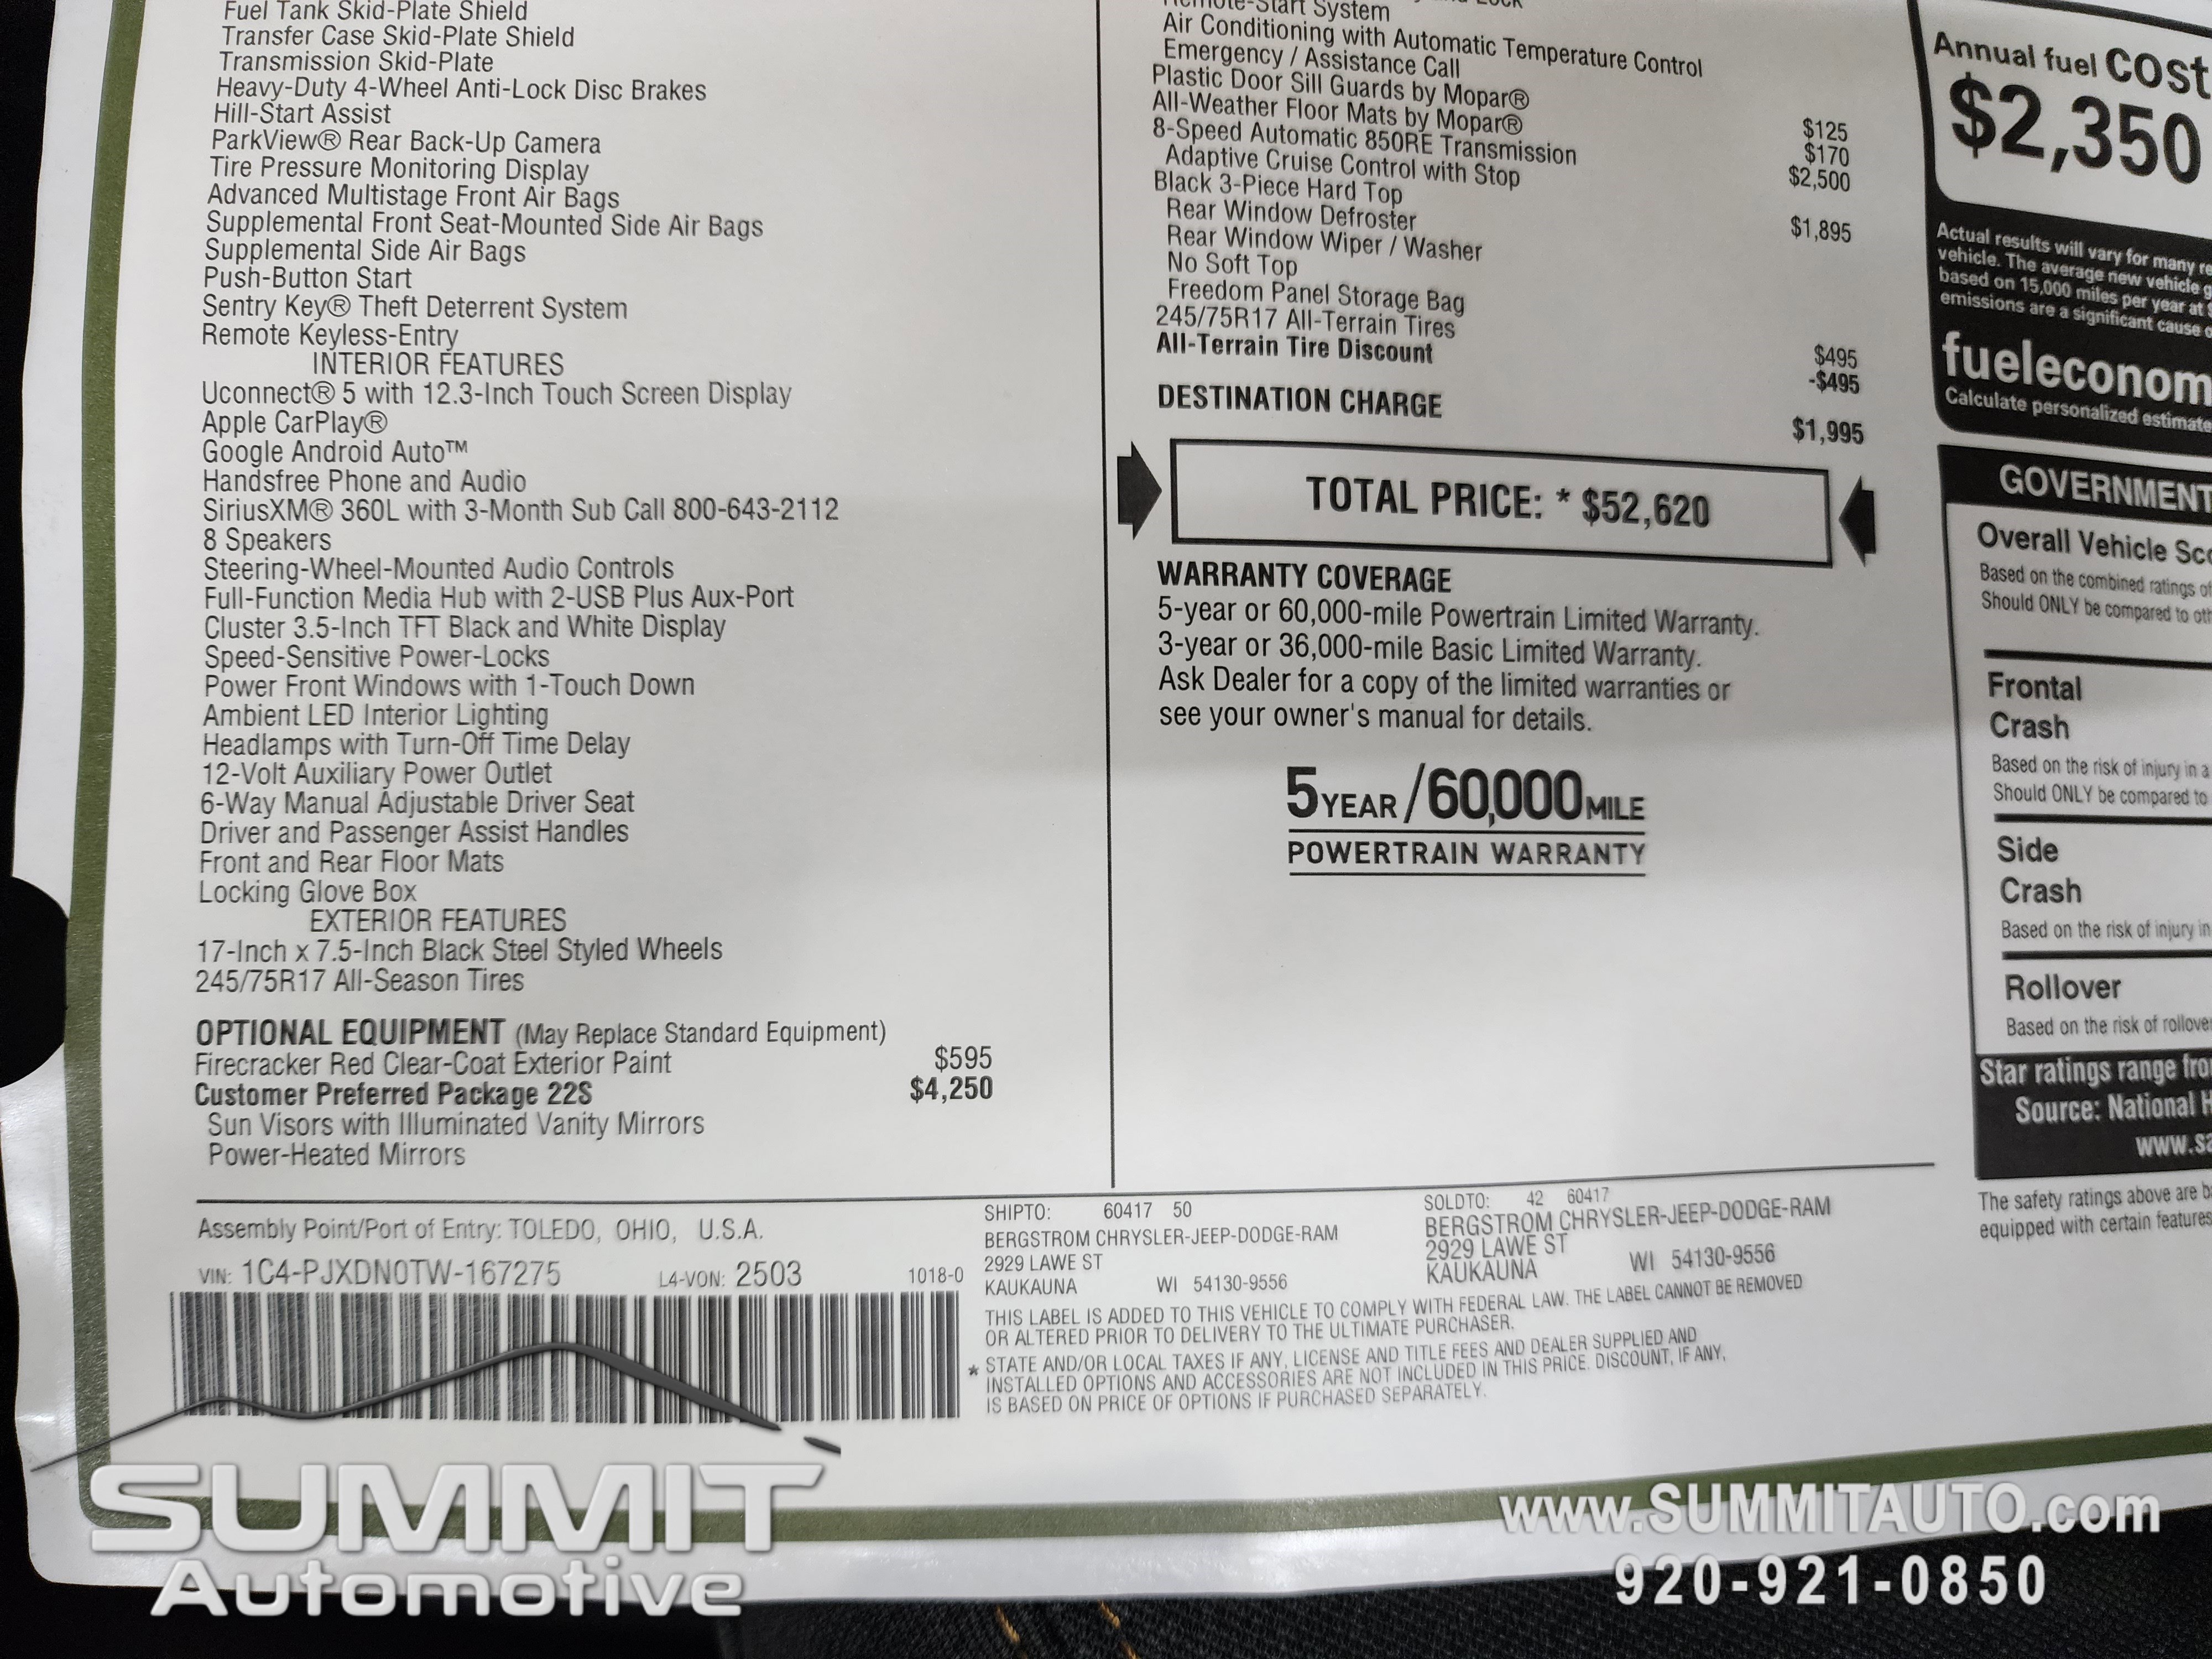 Fuel Tank Skid-Plate Shield
Transfer Case Skid-Plate Shield
Transmission Skid-Plate
Heavy-Duty 4-Wheel Anti-Lock Disc Brakes
Hill-Start Assist
ParkView® Rear Back-Up Camera
Tire Pressure Monitoring Display
Advanced Multistage Front Air Bags
Supplemental Front Seat-Mounted Side Air Bags
Supplemental Side Air Bags
Push-Button Start
Sentry Key® Theft Deterrent System
Remote Keyless-Entry
INTERIOR FEATURES
Uconnect® 5 with 12.3-Inch Touch Screen Display
Apple CarPlay®
Google Android Auto™
Handsfree Phone and Audio
SiriusXM® 360L with 3-Month Sub Call 800-643-2112
8 Speakers
Steering-Wheel-Mounted Audio Controls
Full-Function Media Hub with 2-USB Plus Aux-Port
Cluster 3.5-Inch TFT Black and White Display
Speed-Sensitive Power-Locks
Power Front Windows with 1-Touch Down
Ambient LED Interior Lighting
Headlamps with Turn-Off Time Delay
12-Volt Auxiliary Power Outlet
6-Way Manual Adjustable Driver Seat
Driver and Passenger Assist Handles
Front and Rear Floor Mats
Locking Glove Box
EXTERIOR FEATURES
17-Inch x 7.5-Inch Black Steel Styled Wheels
245/75R17 All-Season Tires
OPTIONAL EQUIPMENT (May Replace Standard Equipment)
Firecracker Red Clear-Coat Exterior Paint $595
Customer Preferred Package 22S $4,250
Sun Visors with Illuminated Vanity Mirrors
Power-Heated Mirrors
Remote-Start System
Air Conditioning with Automatic Temperature Control
Emergency / Assistance Call
Plastic Door Sill Guards by Mopar® $125
All-Weather Floor Mats by Mopar® $170
8-Speed Automatic 850RE Transmission $2,500
Adaptive Cruise Control with Stop
Black 3-Piece Hard Top $1,895
Rear Window Defroster
Rear Window Wiper / Washer
No Soft Top
Freedom Panel Storage Bag
245/75R17 All-Terrain Tires $495
All-Terrain Tire Discount -$495
DESTINATION CHARGE $1,995
TOTAL PRICE: * $52,620
WARRANTY COVERAGE
5-year or 60,000-mile Powertrain Limited Warranty.
3-year or 36,000-mile Basic Limited Warranty.
Ask Dealer for a copy of the limited warranties or
see your owner's manual for details.
5 YEAR / 60,000 MILE
POWERTRAIN WARRANTY
Annual fuel cost
$2,350
Actual results will vary for many
vehicle. The average new vehicle
based on 15,000 miles per year at
emissions are a significant cause
fueleconom
Calculate personalized estimate
GOVERNMENT
Overall Vehicle
Based on the combined ratings of
Should ONLY be compared to
Frontal
Crash
Based on the risk of injury in a
Should ONLY be compared to
Side
Crash
Based on the risk of injury in
Rollover
Based on the risk of
Star ratings range
Source: National
www.
The safety ratings above are
equipped with certain features
Assembly Point/Port of Entry: TOLEDO, OHIO, U.S.A.
VIN: 1C4-PJXDN0TW-167275 L4-VON: 2503 1018-0
SHIPTO: 60417 50
BERGSTROM CHRYSLER-JEEP-DODGE-RAM
2929 LAWE ST
KAUKAUNA WI 54130-9556
SOLDTO: 42 60417
BERGSTROM CHRYSLER-JEEP-DODGE-RAM
2929 LAWE ST
KAUKAUNA WI 54130-9556
THIS LABEL IS ADDED TO THIS VEHICLE TO COMPLY WITH FEDERAL LAW. THE LABEL CANNOT BE REMOVED
OR ALTERED PRIOR TO DELIVERY TO THE ULTIMATE PURCHASER.
* STATE AND/OR LOCAL TAXES IF ANY, LICENSE AND TITLE FEES AND DEALER SUPPLIED AND
INSTALLED OPTIONS AND ACCESSORIES ARE NOT INCLUDED IN THIS PRICE. DISCOUNT, IF ANY,
IS BASED ON PRICE OF OPTIONS IF PURCHASED SEPARATELY.
SUMMIT
Automotive
www.SUMMITAUTO.com
920-921-0850